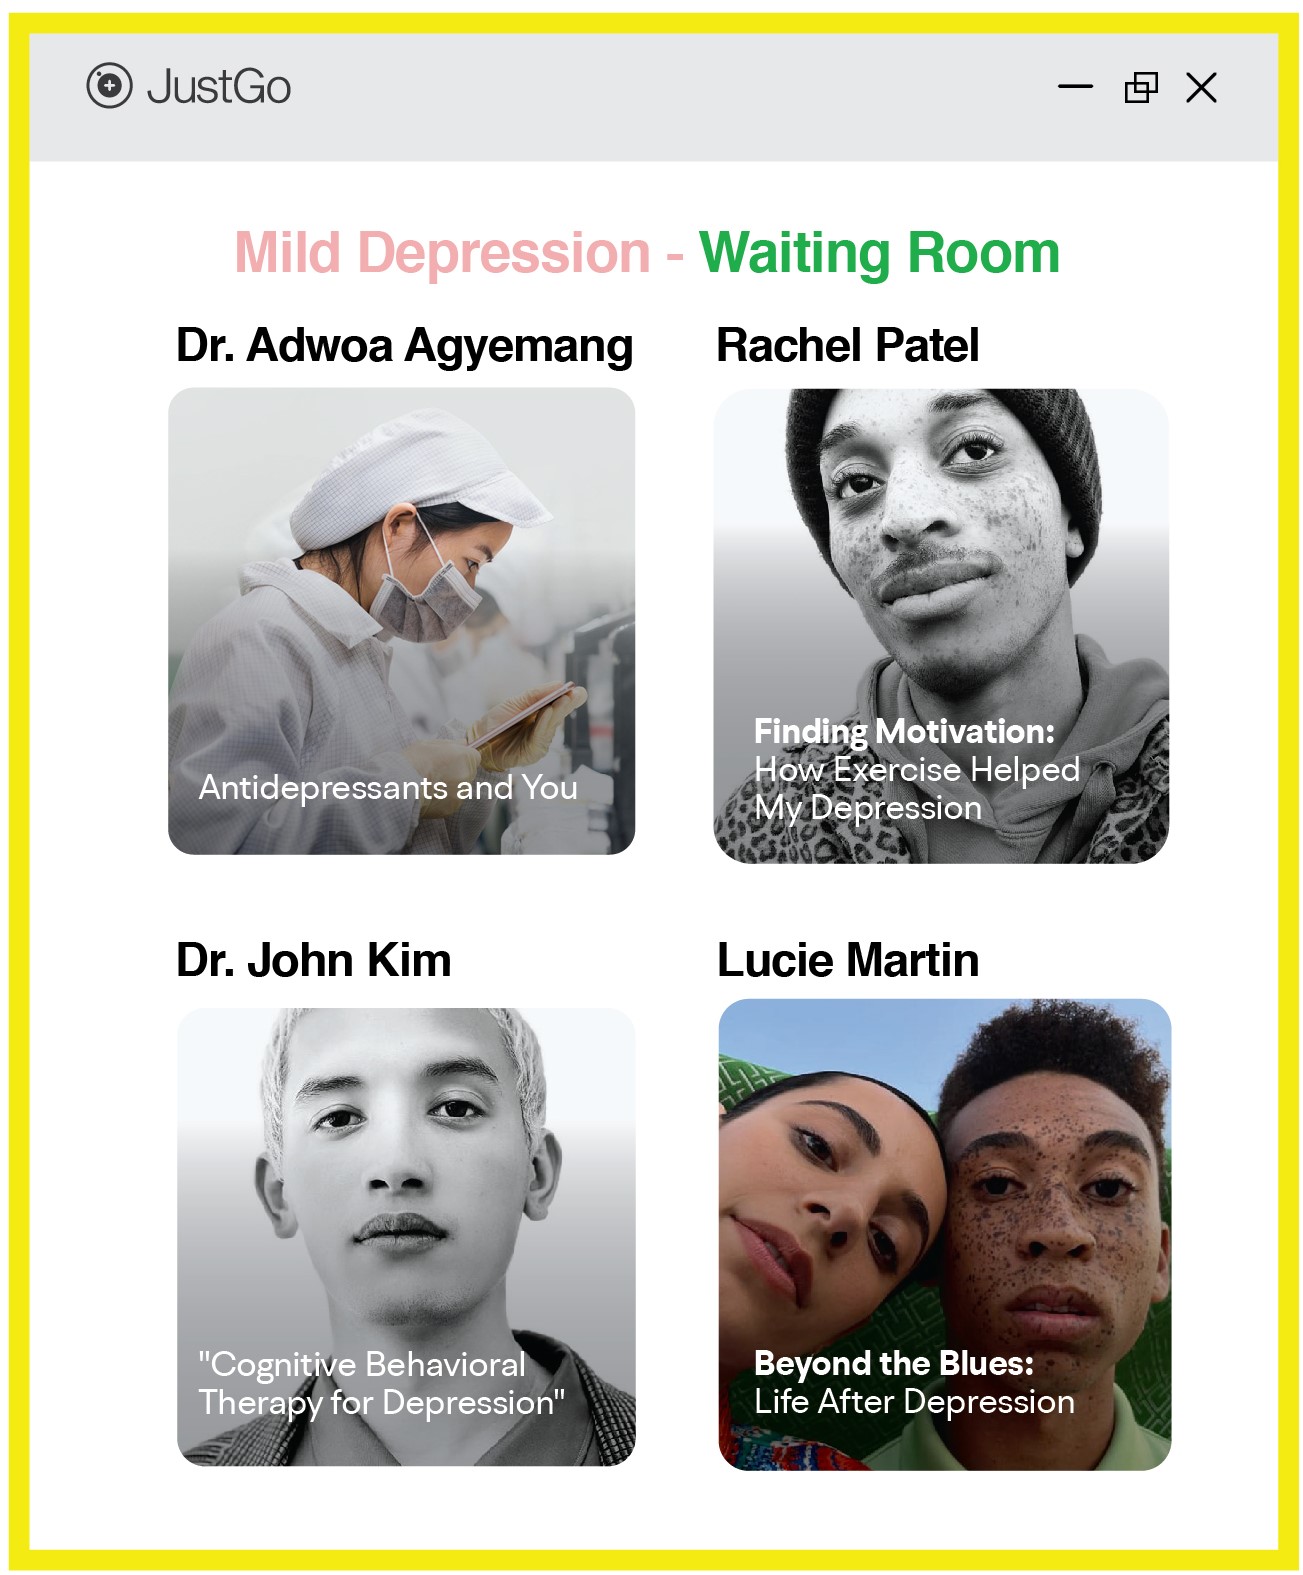 JustGo
Mild Depression - Waiting Room
Dr. Adwoa Agyemang
Antidepressants and You
Rachel Patel
Finding Motivation:
How Exercise Helped
My Depression
Dr. John Kim
"Cognitive Behavioral
Therapy for Depression"
Lucie Martin
Beyond the Blues:
Life After Depression